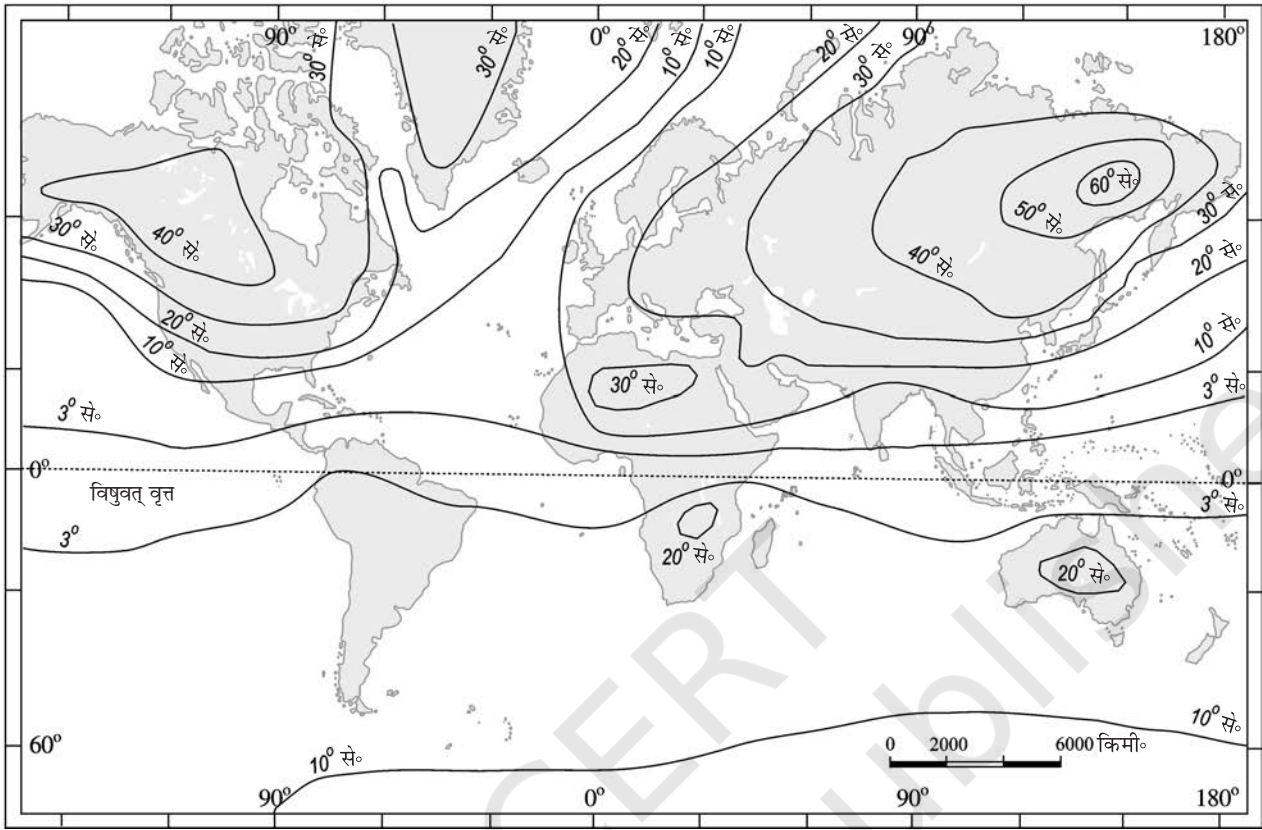 90° 30° से॰ 30° से॰ 0° 20° से॰ 10° से॰ 10° से॰ 20° से॰ 90° 30° से॰ 180°
60° से॰
50° से॰
30° से॰
30° से॰ 40° से॰ 40° से॰ 20° से॰
20° से॰
10° से॰ 10° से॰
30° से॰ 3° से॰
3° से॰
0° 0°
विषुवत् वृत्त 3° से॰
3° 20° से॰ 20° से॰
10° से॰
60° 10° से॰ 0 2000 6000 किमी॰
90° 0° 90° 180°
CERT
ublishe